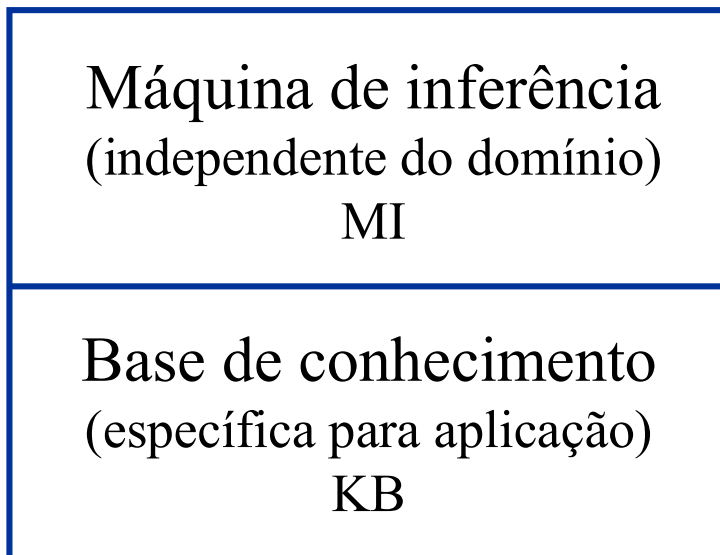 Máquina de inferência
(independente do domínio)
MI
Base de conhecimento
(específica para aplicação)
KB